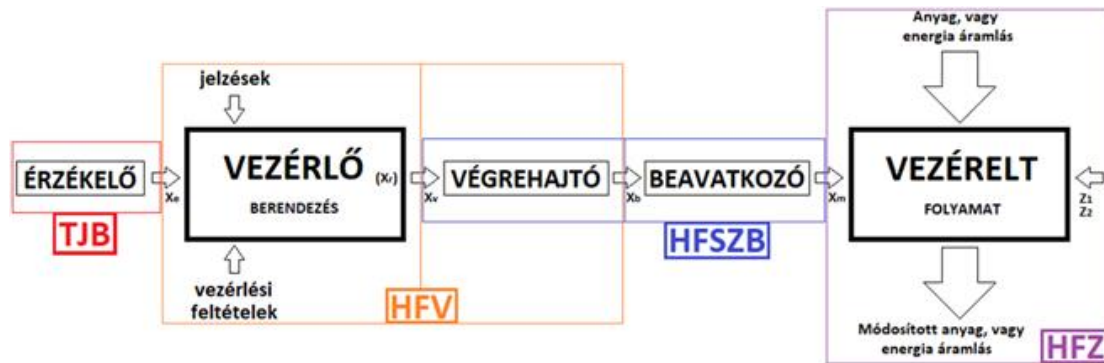 Anyag, vagy
energia áramlás
jelzések
ÉRZÉKELŐ
Xe
VEZÉRLŐ (Xr)
BERENDEZÉS
Xv
VÉGREHAJTÓ
Xb
BEAVATKOZÓ
Xm
VEZÉRELT
FOLYAMAT
Z1
Z2
TJB
HFSZB
vezérlési
feltételek
HFV
Módosított anyag, vagy
energia áramlás
HFZ